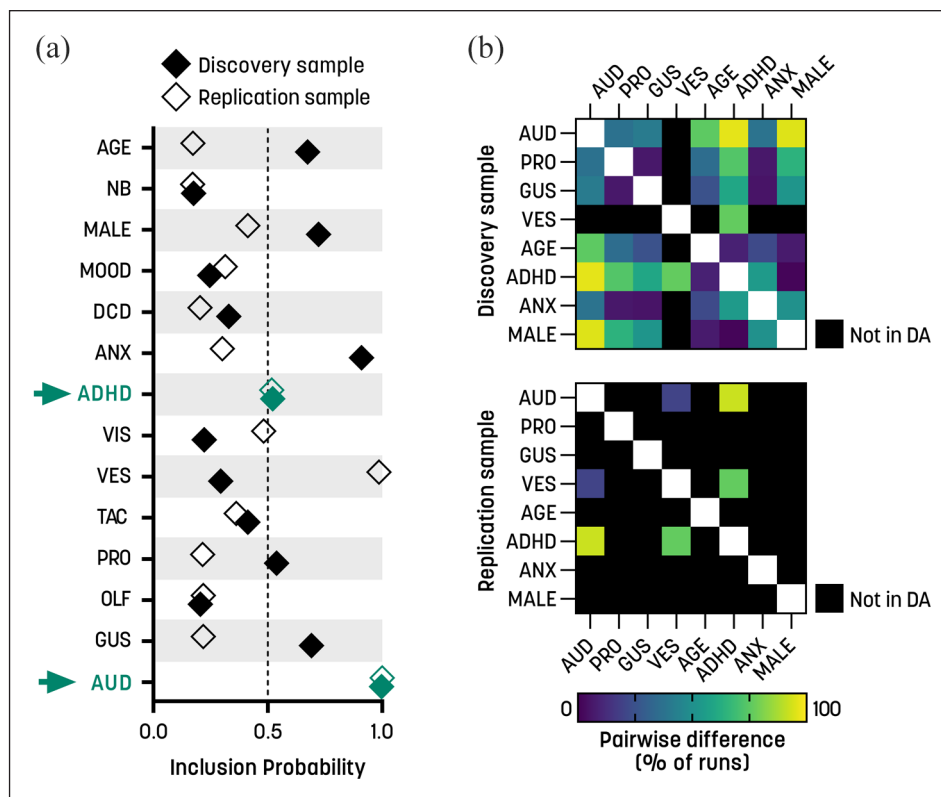 (a)
Discovery sample
Replication sample
AGE
NB
MALE
MOOD
DCD
ANX
ADHD
VIS
VES
TAC
PRO
OLF
GUS
AUD
0.0 0.5 1.0
Inclusion Probability
(b)
AUD PRO GUS VES AGE ADHD ANX MALE
Discovery sample
AUD
PRO
GUS
VES
AGE
ADHD
ANX
MALE
Not in DA
Replication sample
AUD
PRO
GUS
VES
AGE
ADHD
ANX
MALE
Not in DA
AUD PRO GUS VES AGE ADHD ANX MALE
0 100
Pairwise difference
(% of runs)